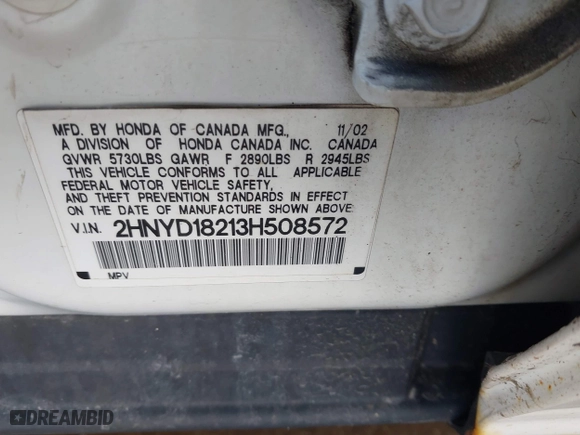 MFD. BY HONDA OF CANADA MFG., 11/02
A DIVISION OF HONDA CANADA INC. CANADA
GVWR 5730LBS GAWR F 2890LBS R 2945LBS
THIS VEHICLE CONFORMS TO ALL APPLICABLE
FEDERAL MOTOR VEHICLE SAFETY,
AND THEFT PREVENTION STANDARDS IN EFFECT
ON THE DATE OF MANUFACTURE SHOWN ABOVE.
V.I.N. 2HNYD18213H508572
MPV
DREAMBID